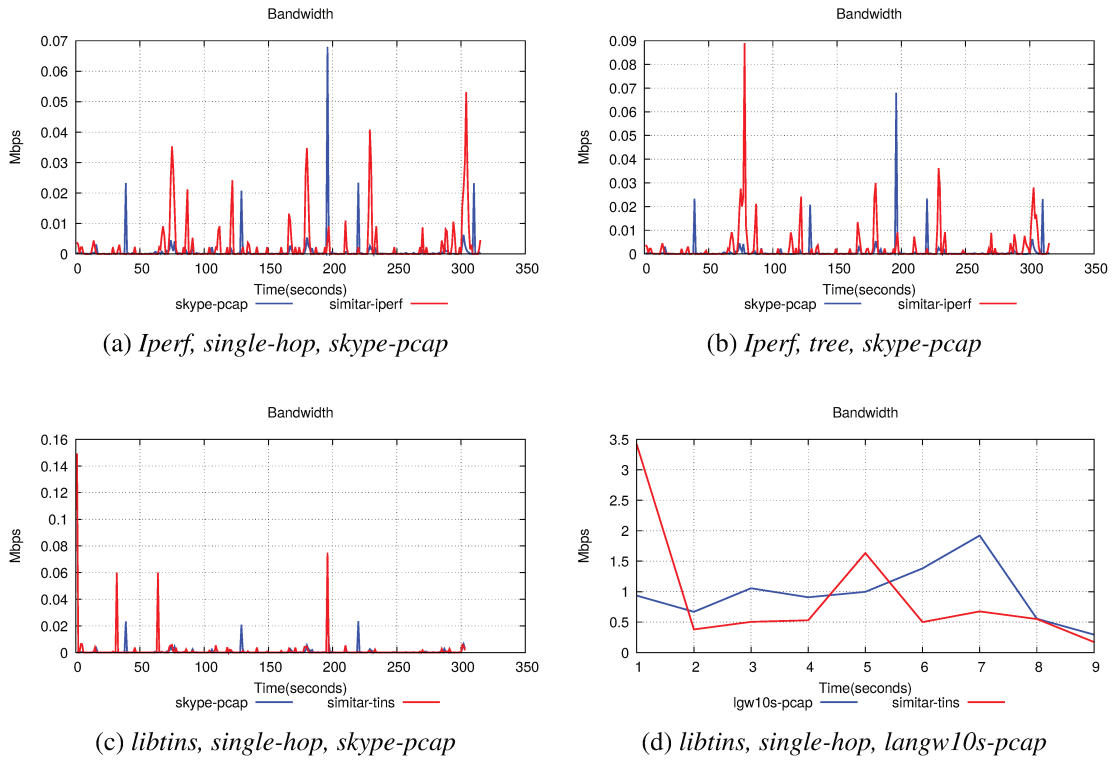 Bandwidth
0.07
0.06
0.05
0.04
0.03
0.02
0.01
0
Mbps
0 50 100 150 200 250 300 350
Time(seconds)
skype-pcap similar-iperf
(a) Iperf, single-hop, skype-pcap
Bandwidth
0.09
0.08
0.07
0.06
0.05
0.04
0.03
0.02
0.01
0
Mbps
0 50 100 150 200 250 300 350
Time(seconds)
skype-pcap simitar-iperf
(b) Iperf, tree, skype-pcap
Bandwidth
0.16
0.14
0.12
0.1
0.08
0.06
0.04
0.02
0
Mbps
0 50 100 150 200 250 300 350
Time(seconds)
skype-pcap simitar-tins
(c) libtins, single-hop, skype-pcap
Bandwidth
3.5
3
2.5
2
1.5
1
0.5
0
Mbps
1 2 3 4 5 6 7 8 9
Time(seconds)
lgw10s-pcap simitar-tins
(d) libtins, single-hop, langw10s-pcap